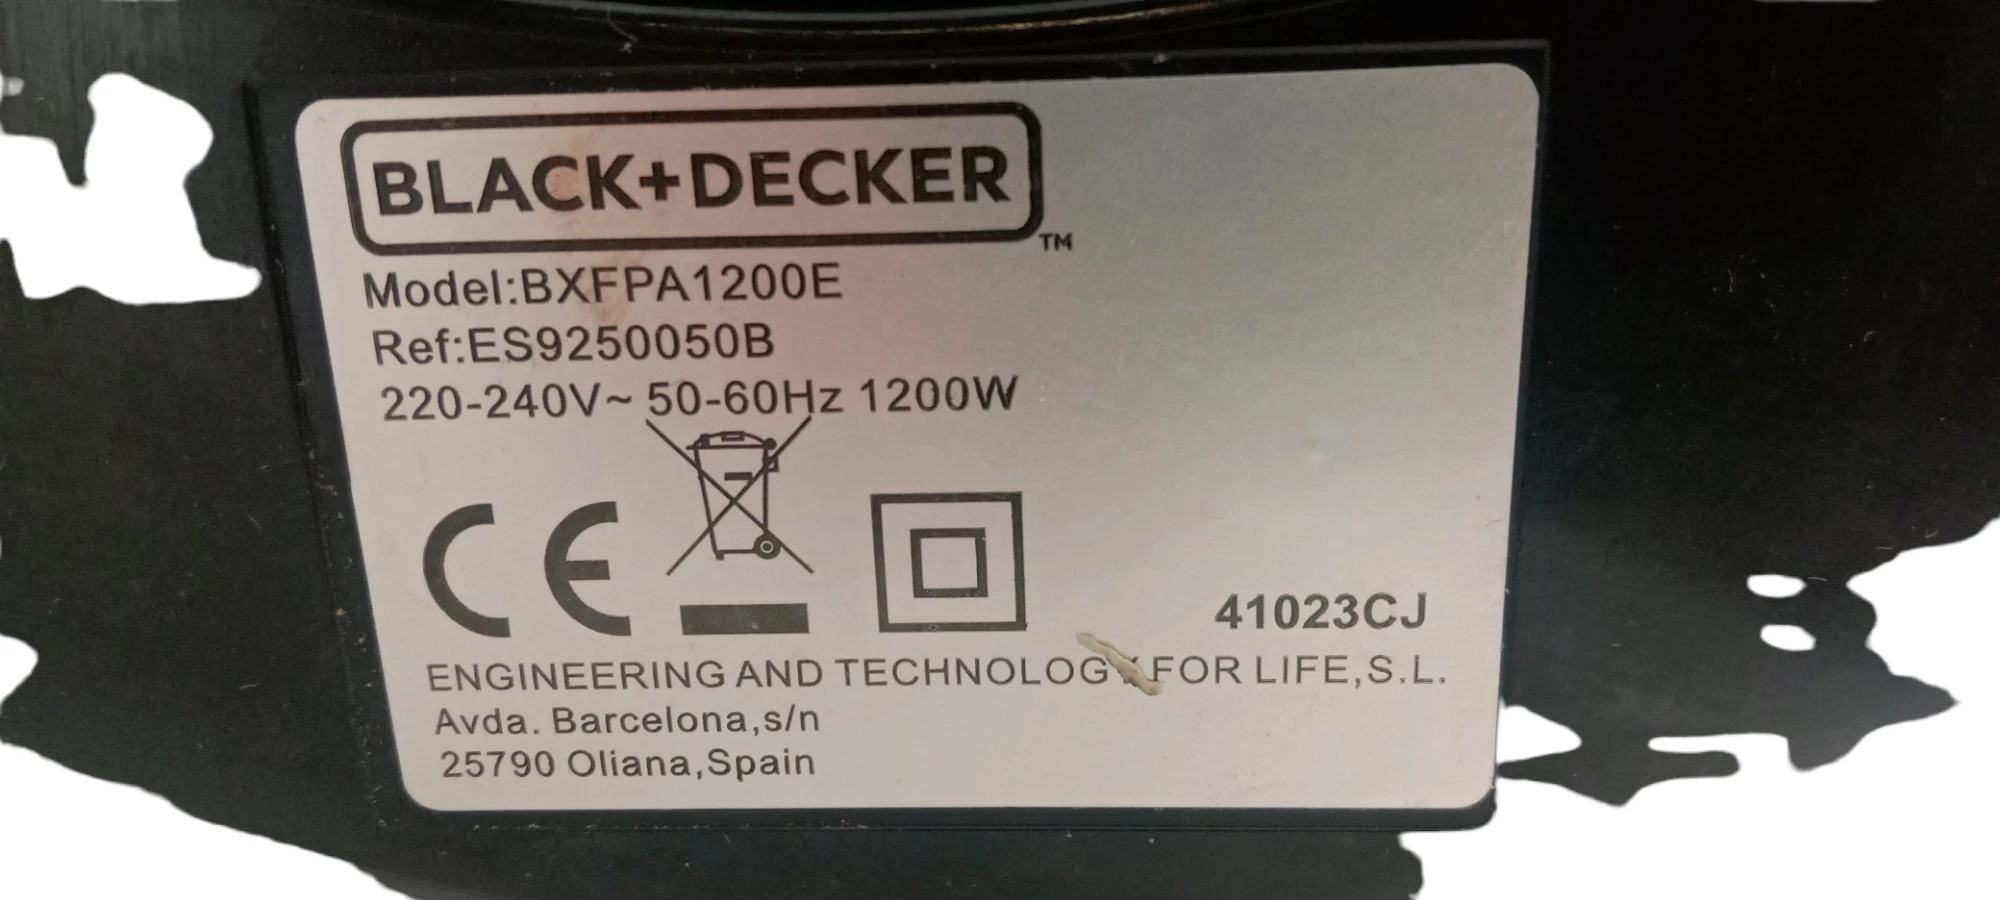 BLACK+DECKER
TM
Model:BXFPA1200E
Ref:ES9250050B
220-240V~ 50-60Hz 1200W
CE
41023CJ
ENGINEERING AND TECHNOLOGY FOR LIFE,S.L.
Avda. Barcelona,s/n
25790 Oliana,Spain